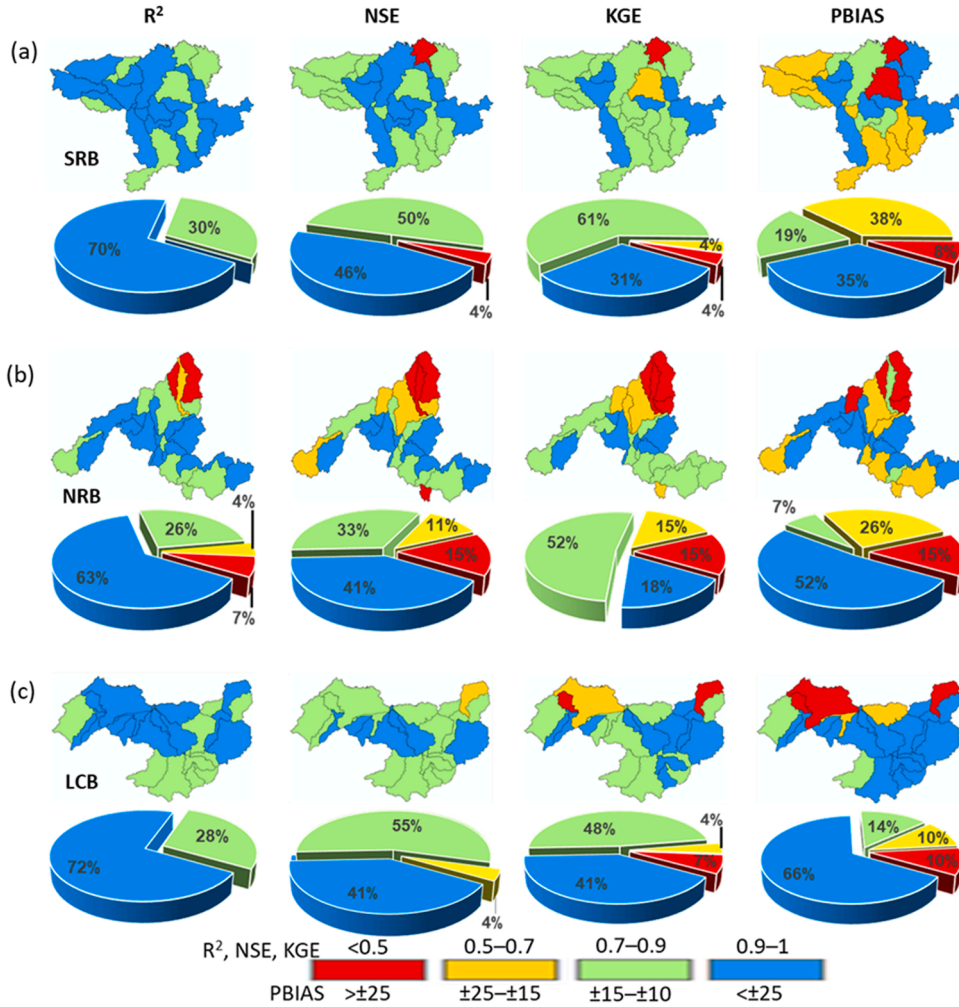 R² NSE KGE PBIAS
(a)
SRB
70% 30%
50% 46% 4%
61% 31% 4% 4%
38% 19% 35% 8%
(b)
NRB
63% 26% 4% 7%
33% 11% 15% 41%
52% 15% 15% 18%
7% 26% 15% 52%
(c)
LCB
72% 28%
55% 41% 4%
48% 4% 7% 41%
14% 10% 10% 66%
R², NSE, KGE <0.5 0.5–0.7 0.7–0.9 0.9–1
PBIAS >±25 ±25–±15 ±15–±10 <±25